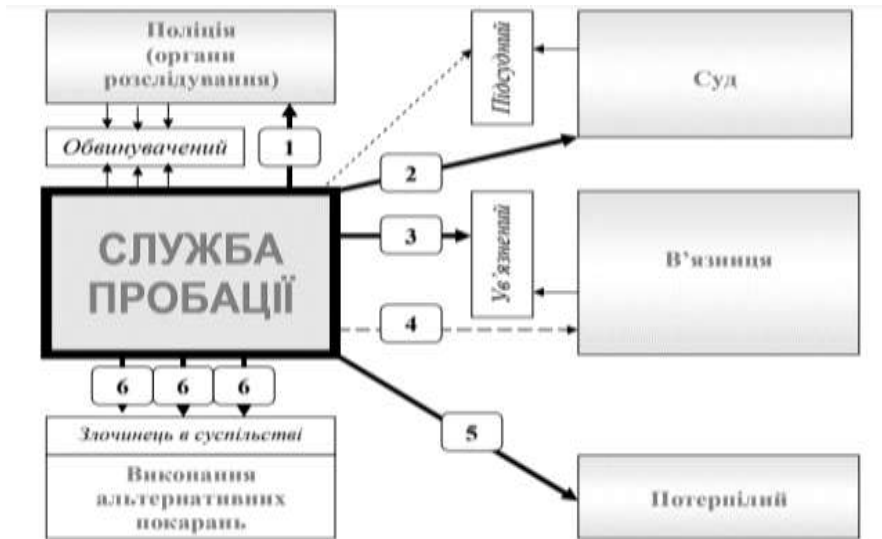 Поліція
(органи
розслідування)
Підсудний
Суд
Обвинувачений
1
2
СЛУЖБА
ПРОБАЦІЇ
3
Ув'язнений
В'язниця
4
6 6 6
5
Злочинець в суспільстві
Виконання
альтернативних
покарань
Потерпілий